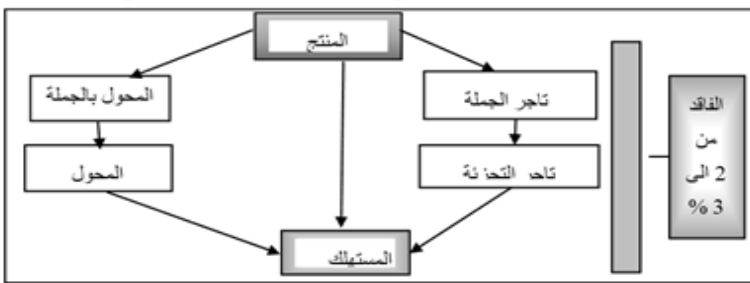 المنتج
المحول بالجملة
تاجر الجملة
المحول
تاجر التجزئة
المستهلك
الفاقد
من
2 الى
3 %